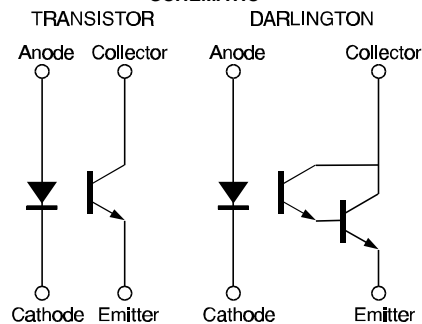 TRANSISTOR DARLINGTON
Anode Collector Anode Collector
Cathode Emitter Cathode Emitter